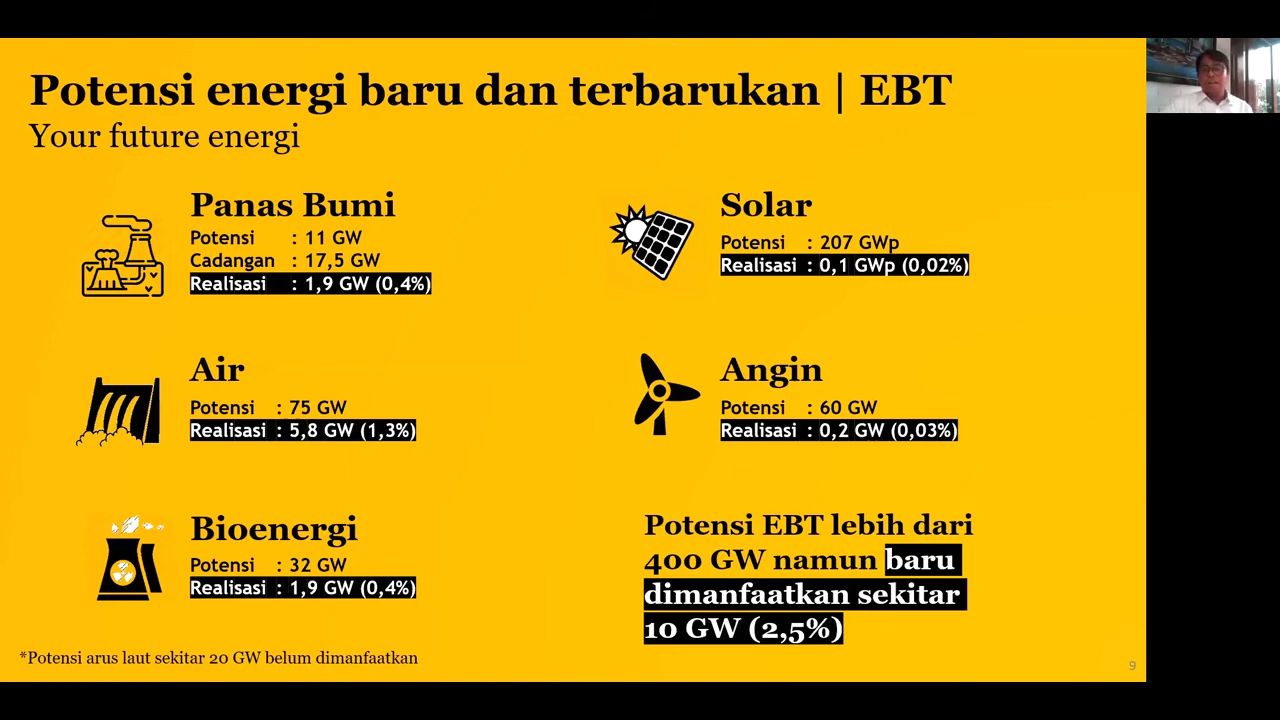 Potensi energi baru dan terbarukan | EBT
Your future energi
Panas Bumi
Potensi : 11 GW
Cadangan : 17,5 GW
Realisasi : 1,9 GW (0,4%)
Solar
Potensi : 207 GWp
Realisasi : 0,1 GWp (0,02%)
Air
Potensi : 75 GW
Realisasi : 5,8 GW (1,3%)
Angin
Potensi : 60 GW
Realisasi : 0,2 GW (0,03%)
Bioenergi
Potensi : 32 GW
Realisasi : 1,9 GW (0,4%)
Potensi EBT lebih dari
400 GW namun baru
dimanfaatkan sekitar
10 GW (2,5%)
*Potensi arus laut sekitar 20 GW belum dimanfaatkan
9